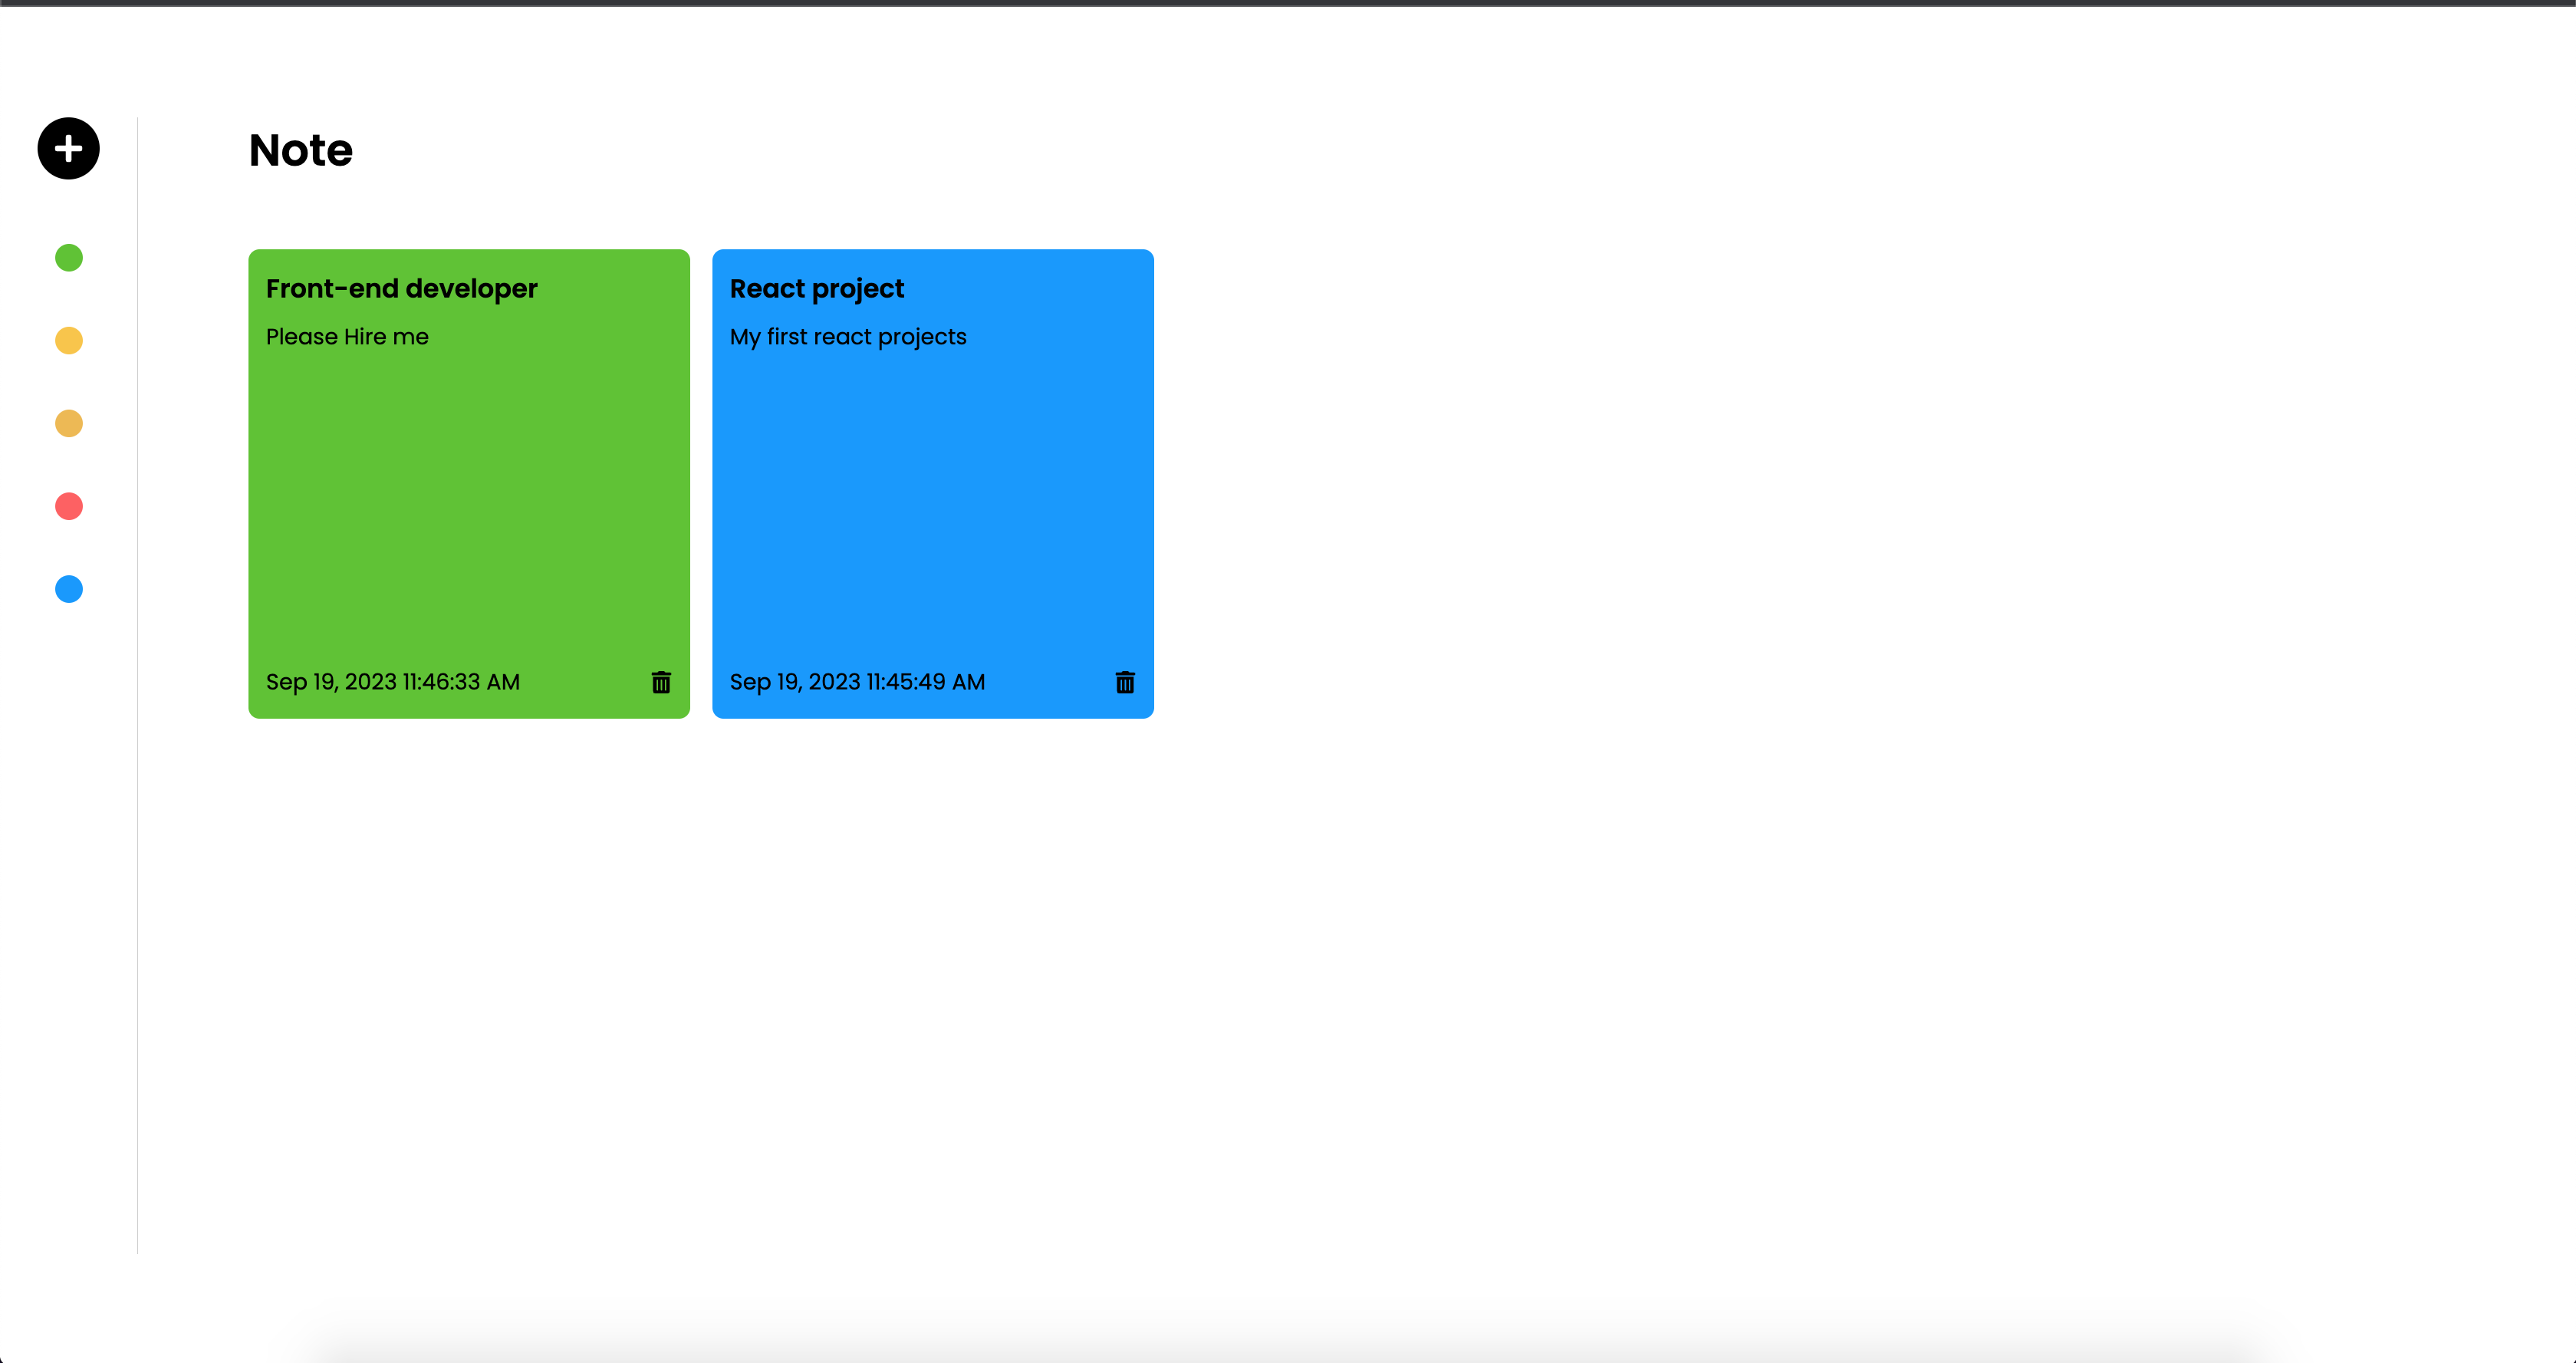 Note
Front-end developer
Please Hire me
Sep 19, 2023 11:46:33 AM
React project
My first react projects
Sep 19, 2023 11:45:49 AM